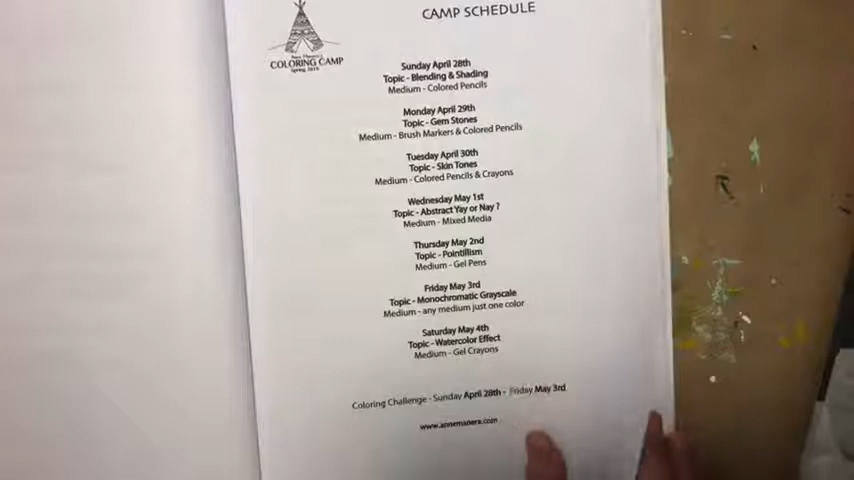 CAMP SCHEDULE
COLORING CAMP
Spring 2019
Sunday April 28th
Topic - Blending & Shading
Medium - Colored Pencils
Monday April 29th
Topic - Gem Stones
Medium - Brush Markers & Colored Pencils
Tuesday April 30th
Topic - Skin Tones
Medium - Colored Pencils & Crayons
Wednesday May 1st
Topic - Abstract Yay or Nay ?
Medium - Mixed Media
Thursday May 2nd
Topic - Pointillism
Medium - Gel Pens
Friday May 3rd
Topic - Monochromatic Grayscale
Medium - any medium just one color
Saturday May 4th
Topic - Watercolor Effect
Medium - Gel Crayons
Coloring Challenge - Sunday April 28th - Friday May 3rd
www.annemanera.com